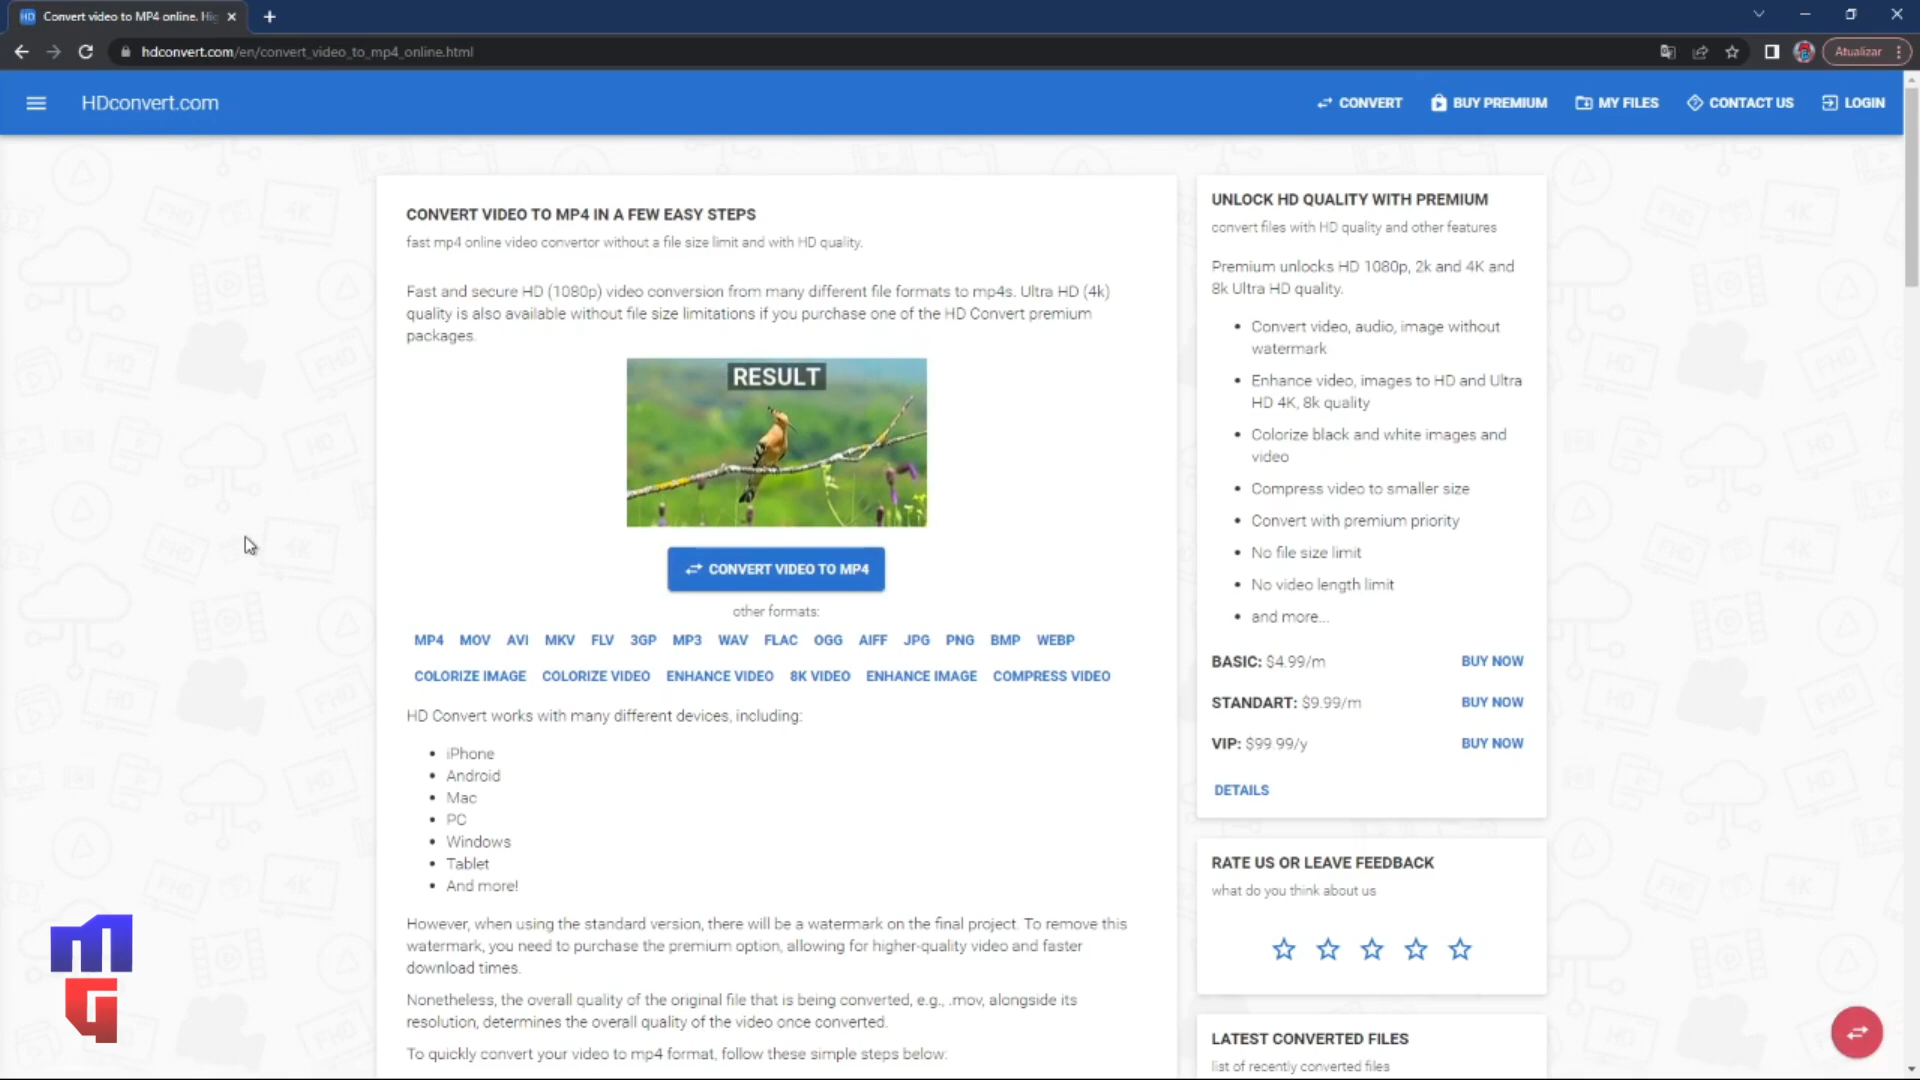 HD Convert video to MP4 online. Hig
hdconvert.com/en/convert_video_to_mp4_online.html
Atualizar
HDconvert.com
CONVERT
BUY PREMIUM
MY FILES
CONTACT US
LOGIN
CONVERT VIDEO TO MP4 IN A FEW EASY STEPS
fast mp4 online video convertor without a file size limit and with HD quality.
Fast and secure HD (1080p) video conversion from many different file formats to mp4s. Ultra HD (4k)
quality is also available without file size limitations if you purchase one of the HD Convert premium
packages.
RESULT
CONVERT VIDEO TO MP4
other formats:
MP4 MOV AVI MKV FLV 3GP MP3 WAV FLAC OGG AIFF JPG PNG BMP WEBP
COLORIZE IMAGE COLORIZE VIDEO ENHANCE VIDEO 8K VIDEO ENHANCE IMAGE COMPRESS VIDEO
HD Convert works with many different devices, including:
• iPhone
• Android
• Mac
• PC
• Windows
• Tablet
• And more!
However, when using the standard version, there will be a watermark on the final project. To remove this
watermark, you need to purchase the premium option, allowing for higher-quality video and faster
download times.
Nonetheless, the overall quality of the original file that is being converted, e.g., .mov, alongside its
resolution, determines the overall quality of the video once converted.
To quickly convert your video to mp4 format, follow these simple steps below:
UNLOCK HD QUALITY WITH PREMIUM
convert files with HD quality and other features
Premium unlocks HD 1080p, 2k and 4K and
8k Ultra HD quality.
• Convert video, audio, image without
watermark
• Enhance video, images to HD and Ultra
HD 4K, 8k quality
• Colorize black and white images and
video
• Compress video to smaller size
• Convert with premium priority
• No file size limit
• No video length limit
• and more...
BASIC: $4.99/m BUY NOW
STANDART: $9.99/m BUY NOW
VIP: $99.99/y BUY NOW
DETAILS
RATE US OR LEAVE FEEDBACK
what do you think about us
LATEST CONVERTED FILES
list of recently converted files
MG